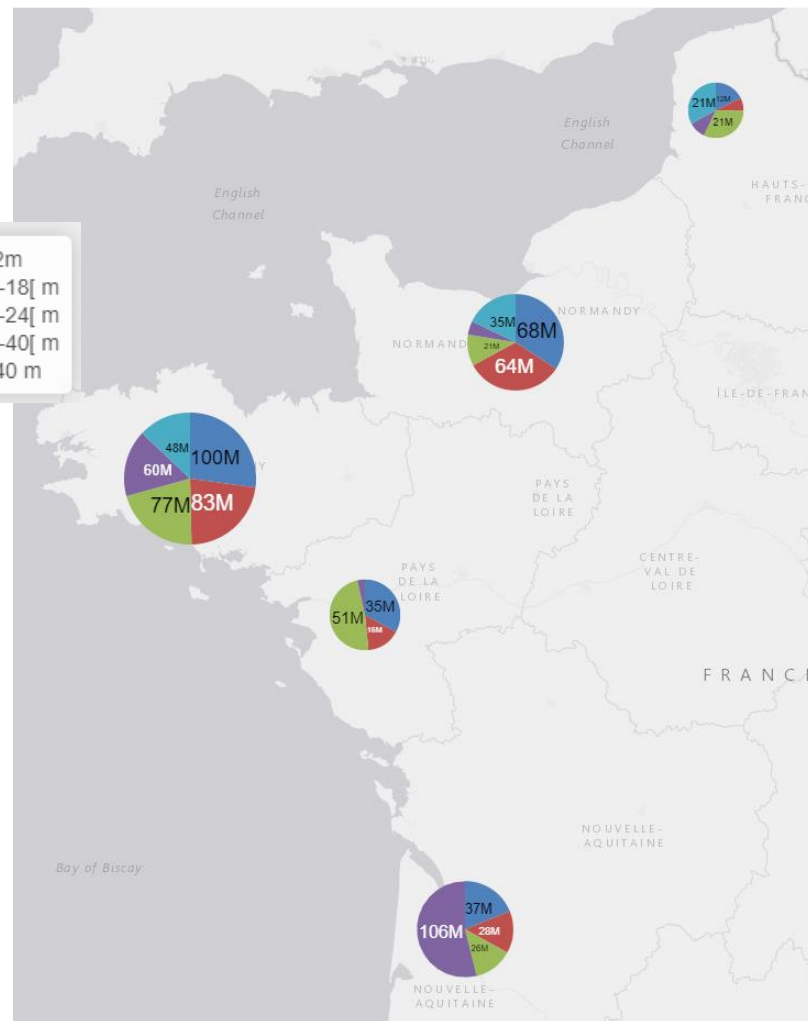 English
Channel
21M
12M
21M
HAUTS-
FRANC
English
Channel
2m
-18[ m
-24[ m
-40[ m
40 m
NORMANDY
35M
68M
NORMAND
21M
64M
ÎLE-DE-FRAN
48M
100M
Y
60M
77M
83M
PAYS
DE LA
LOIRE
CENTRE-
VAL DE
LOIRE
PAYS
DE LA
LOIRE
35M
51M
16M
FRANCE
NOUVELLE-
AQUITAINE
Bay of Biscay
37M
106M
28M
26M
NOUVELLE-
AQUITAINE